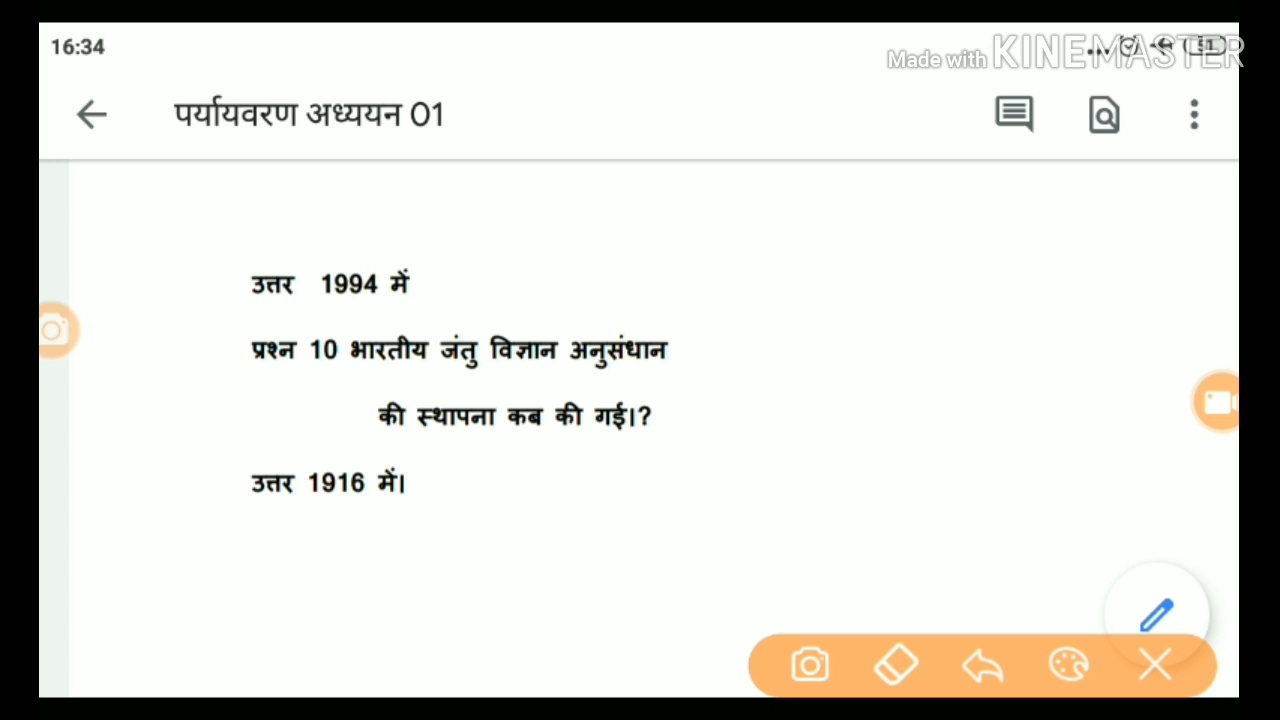 16:34
Made with KINEMASTER
51
पर्यायवरण अध्ययन 01
उत्तर 1994 में
प्रश्न 10 भारतीय जंतु विज्ञान अनुसंधान
की स्थापना कब की गई।?
उत्तर 1916 में।